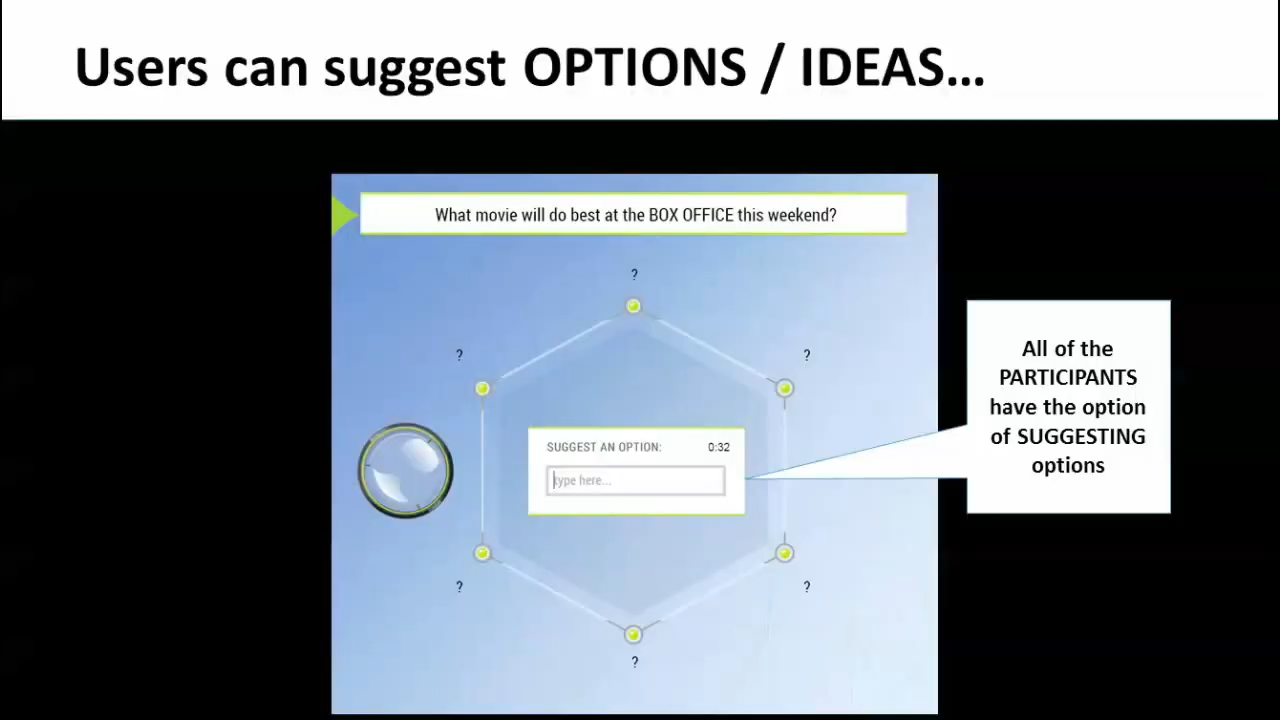 Users can suggest OPTIONS / IDEAS...
What movie will do best at the BOX OFFICE this weekend?
?
?
?
SUGGEST AN OPTION: 0:32
type here...
All of the
PARTICIPANTS
have the option
of SUGGESTING
options
?
?
?